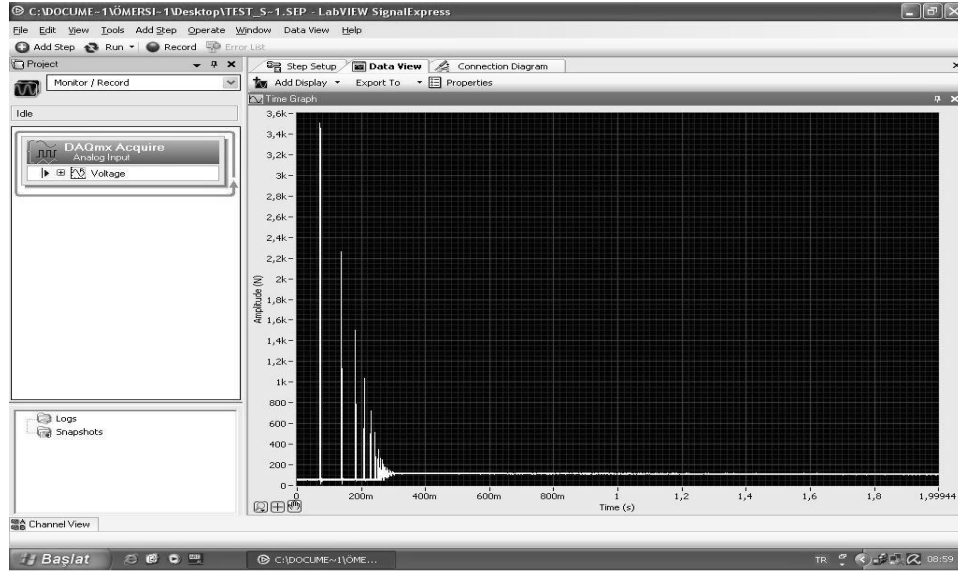 C:\DOCUME~1\ÖMERSI~1\Desktop\TEST_S~1.SEP - LabVIEW SignalExpress
File Edit View Tools Add Step Operate Window Data View Help
Add Step Run Record Error List
Project
Monitor / Record
Idle
DAQmx Acquire
Analog Input
Voltage
Logs
Snapshots
Channel View
Step Setup Data View Connection Diagram
Add Display Export To Properties
Time Graph
3,6k
3,4k
3,2k
3k
2,8k
2,6k
2,4k
2,2k
2k
1,8k
1,6k
1,4k
1,2k
1k
800
600
400
200
0
Amplitude (N)
0 200m 400m 600m 800m 1 1,2 1,4 1,6 1,8 1,99944
Time (s)
Başlat
C:\DOCUME~1\ÖME...
TR
08:59